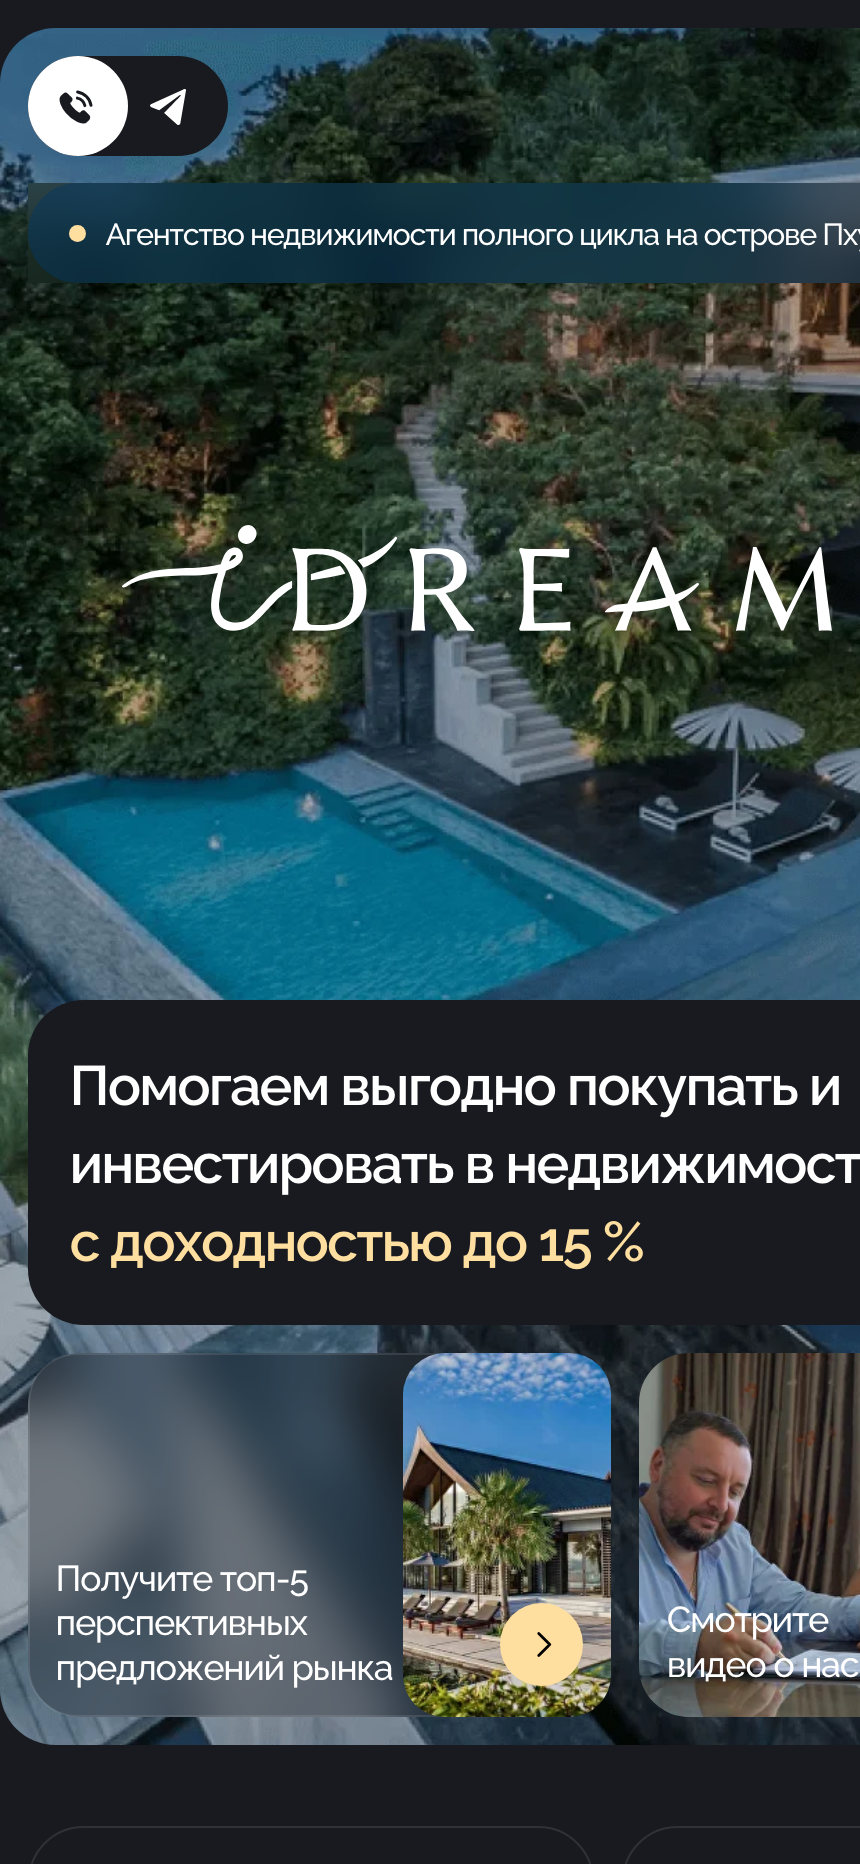 Агентство недвижимости полного цикла на острове Пху
iDREAM
Помогаем выгодно покупать и
инвестировать в недвижимост
с доходностью до 15 %
Получите топ-5
перспективных
предложений рынка
Смотрите
видео о нас